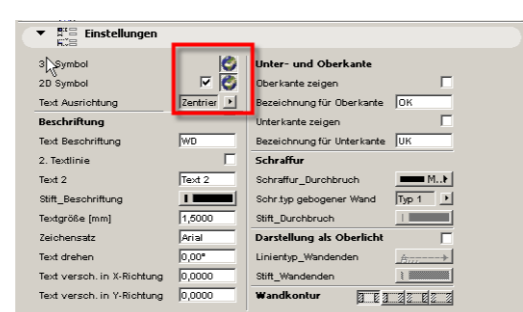 Einstellungen
3D Symbol
2D Symbol
Text Ausrichtung Zentrier
Beschriftung
Text Beschriftung WD
2. Textlinie
Text 2 Text 2
Stift_Beschriftung 1
Textgröße [mm] 1,5000
Zeichensatz Arial
Text drehen 0,00°
Text versch. in X-Richtung 0,0000
Text versch. in Y-Richtung 0,0000
Unter- und Oberkante
Oberkante zeigen
Bezeichnung für Oberkante OK
Unterkante zeigen
Bezeichnung für Unterkante UK
Schraffur
Schraffur_Durchbruch M..
Schr.typ gebogener Wand Typ 1
Stift_Durchbruch 1
Darstellung als Oberlicht
Linientyp_Wandenden A...
Stift_Wandenden 1
Wandkontur